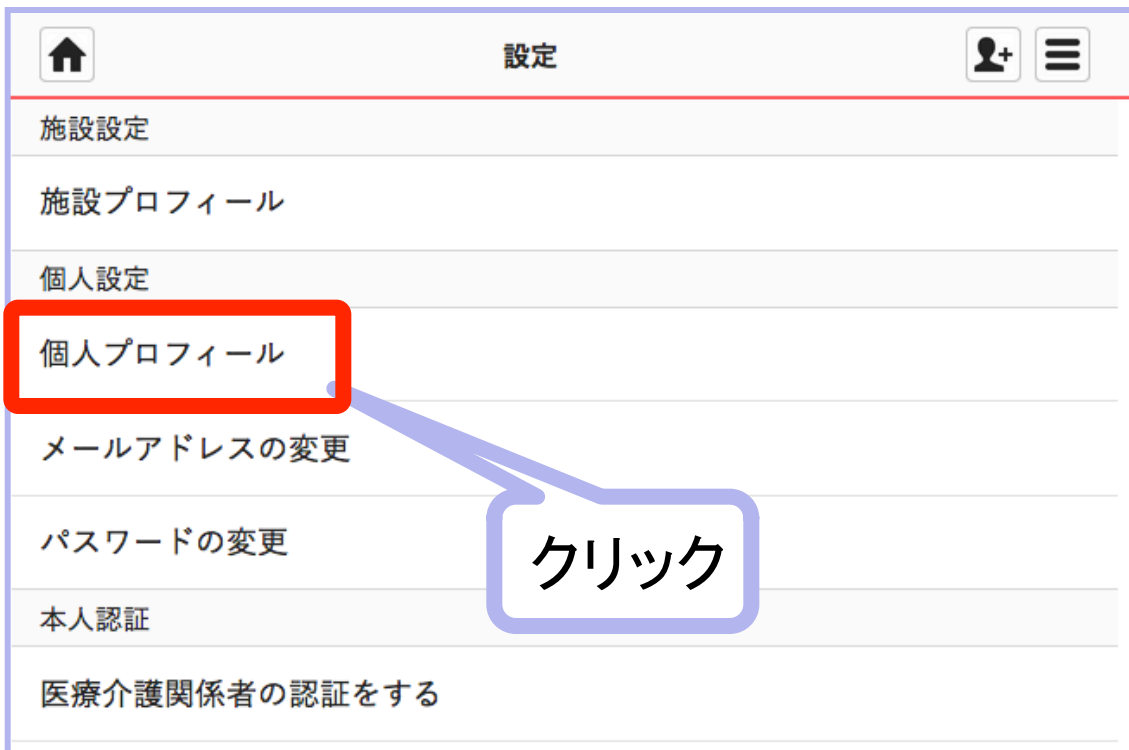 設定
施設設定
施設プロフィール
個人設定
個人プロフィール
メールアドレスの変更
パスワードの変更
クリック
本人認証
医療介護関係者の認証をする